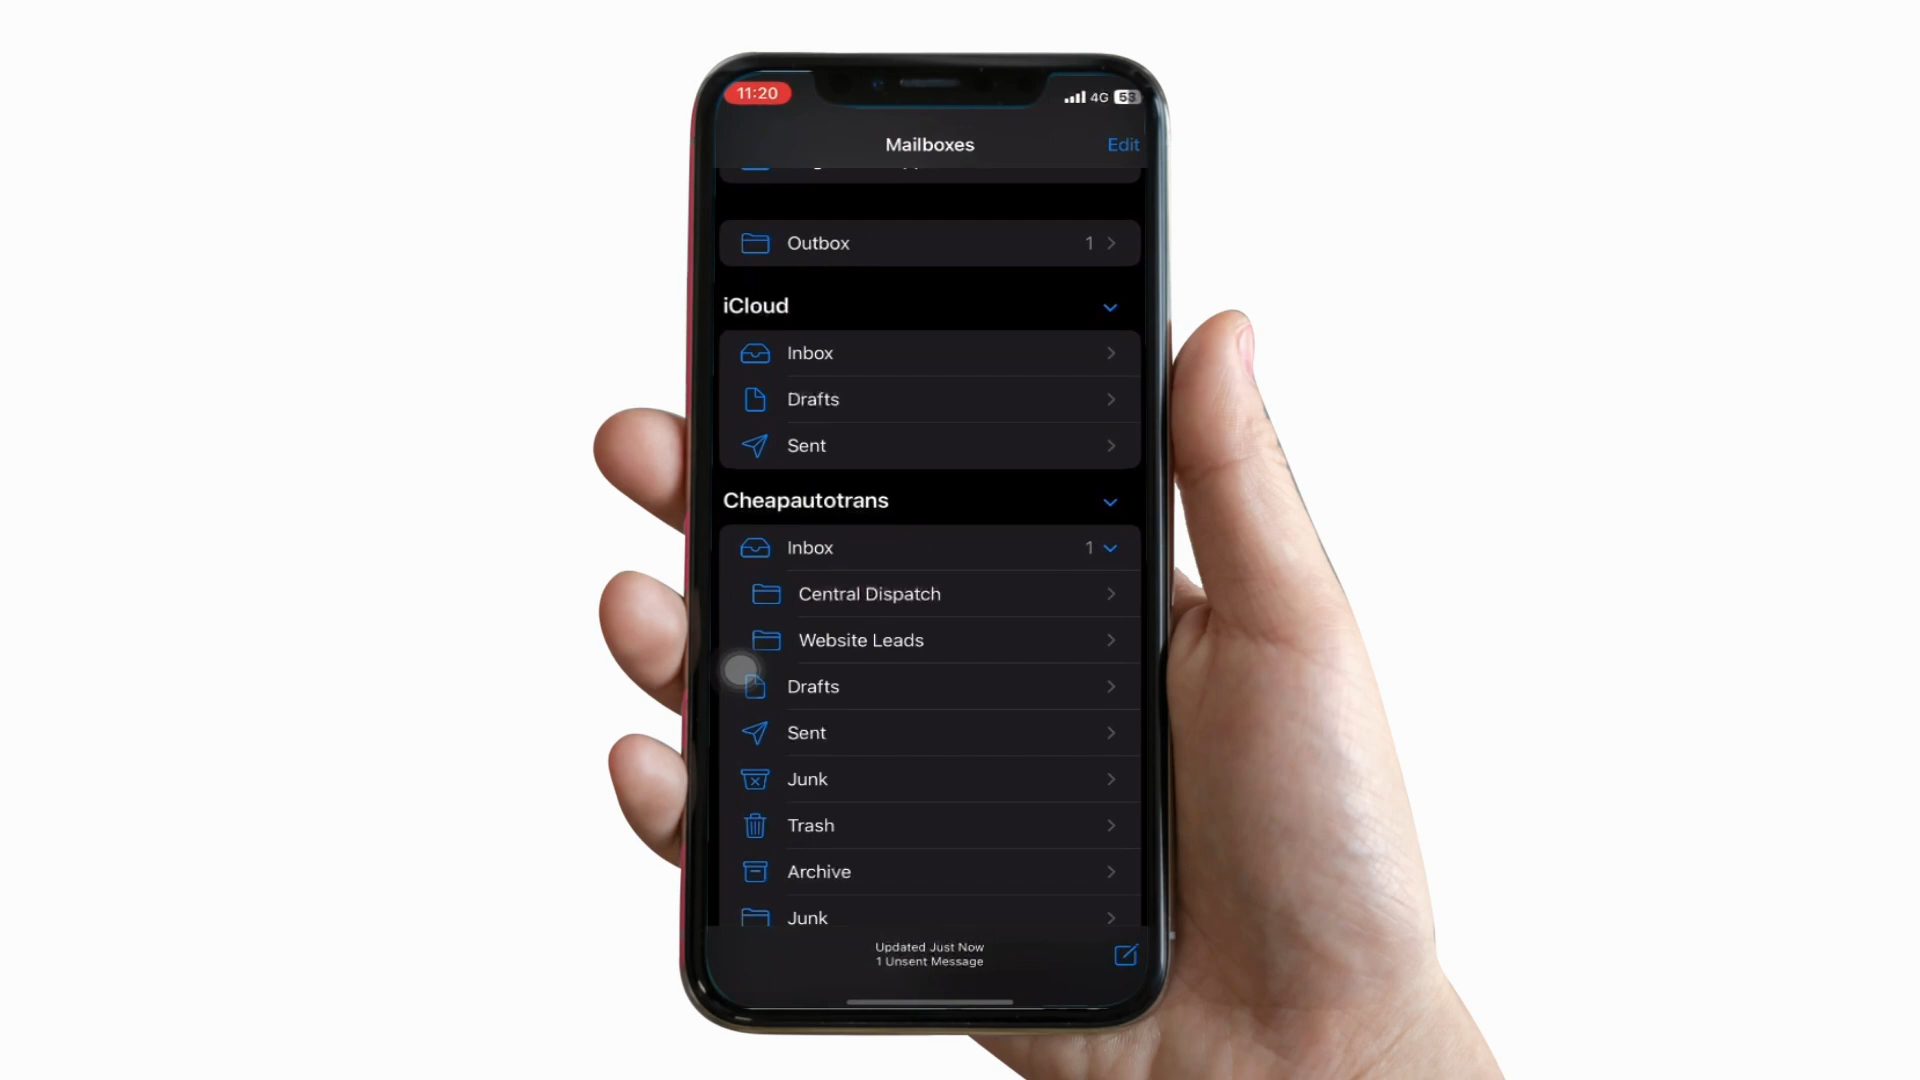 11:20
4G 53
Mailboxes
Edit
Outbox 1
iCloud
Inbox
Drafts
Sent
Cheapautotrans
Inbox 1
Central Dispatch
Website Leads
Drafts
Sent
Junk
Trash
Archive
Junk
Updated Just Now
1 Unsent Message